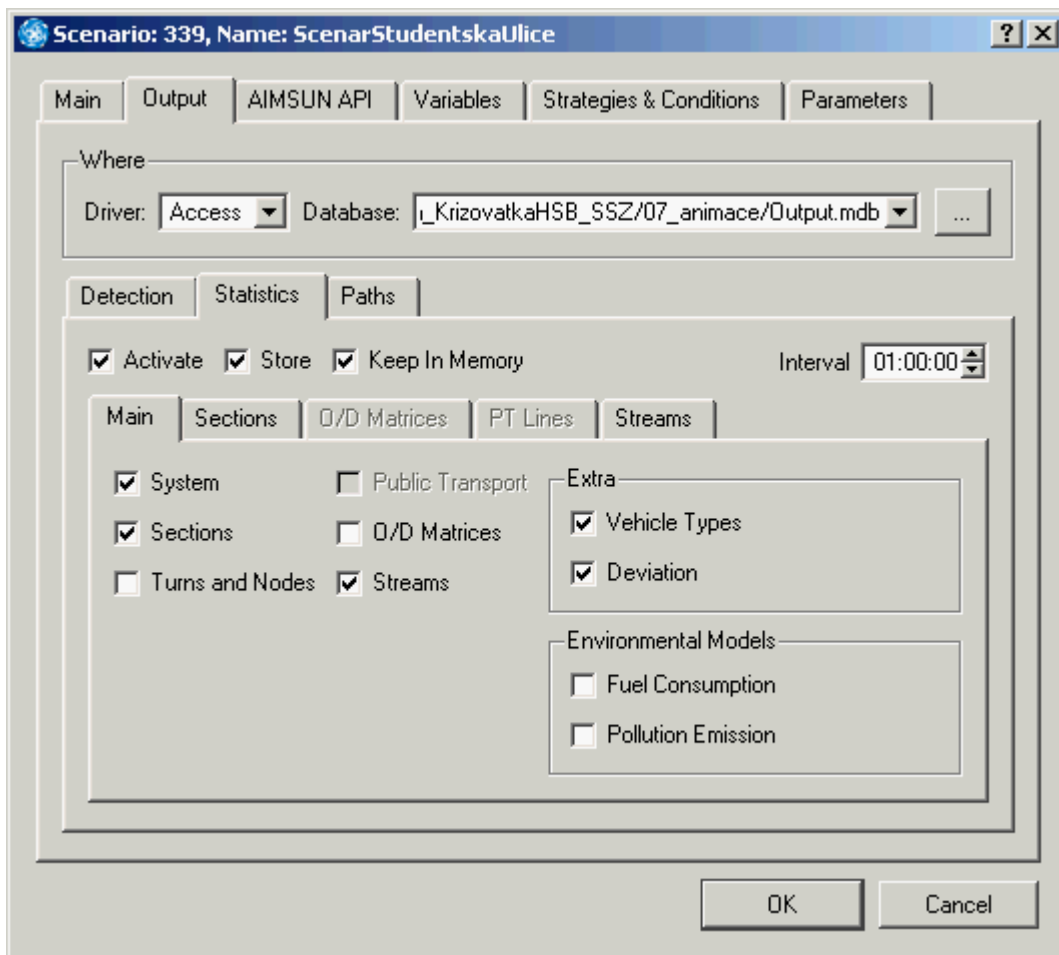 Scenario: 339, Name: ScenarStudentskaUlice
Main Output AIMSUN API Variables Strategies & Conditions Parameters
Where
Driver: Access Database: _KrizovatkaHSB_SSZ/07_animace/Output.mdb ...
Detection Statistics Paths
Activate Store Keep In Memory Interval 01:00:00
Main Sections O/D Matrices PT Lines Streams
System Public Transport Extra
Sections O/D Matrices Vehicle Types
Turns and Nodes Streams Deviation
Environmental Models
Fuel Consumption
Pollution Emission
OK Cancel